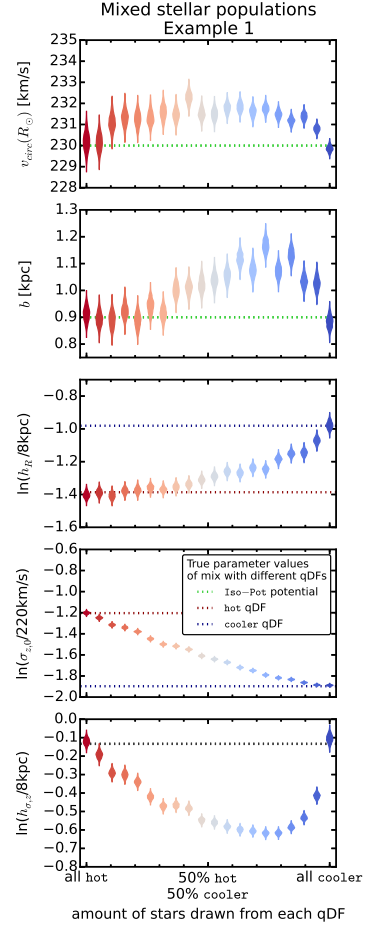 Mixed stellar populations
Example 1
235
234
233
232
231
230
229
228
v_circ(R_⊙) [km/s]
1.3
1.2
1.1
1.0
0.9
0.8
b [kpc]
−0.8
−1.0
−1.2
−1.4
−1.6
ln(h_R/8kpc)
−0.6
−0.8
−1.0
−1.2
−1.4
−1.6
−1.8
−2.0
ln(σ_z,0/220km/s)
True parameter values
of mix with different qDFs
Iso−Pot potential
hot qDF
cooler qDF
0.0
−0.1
−0.2
−0.3
−0.4
−0.5
−0.6
−0.7
−0.8
ln(h_σ,z/8kpc)
all hot
50% hot
50% cooler
all cooler
amount of stars drawn from each qDF